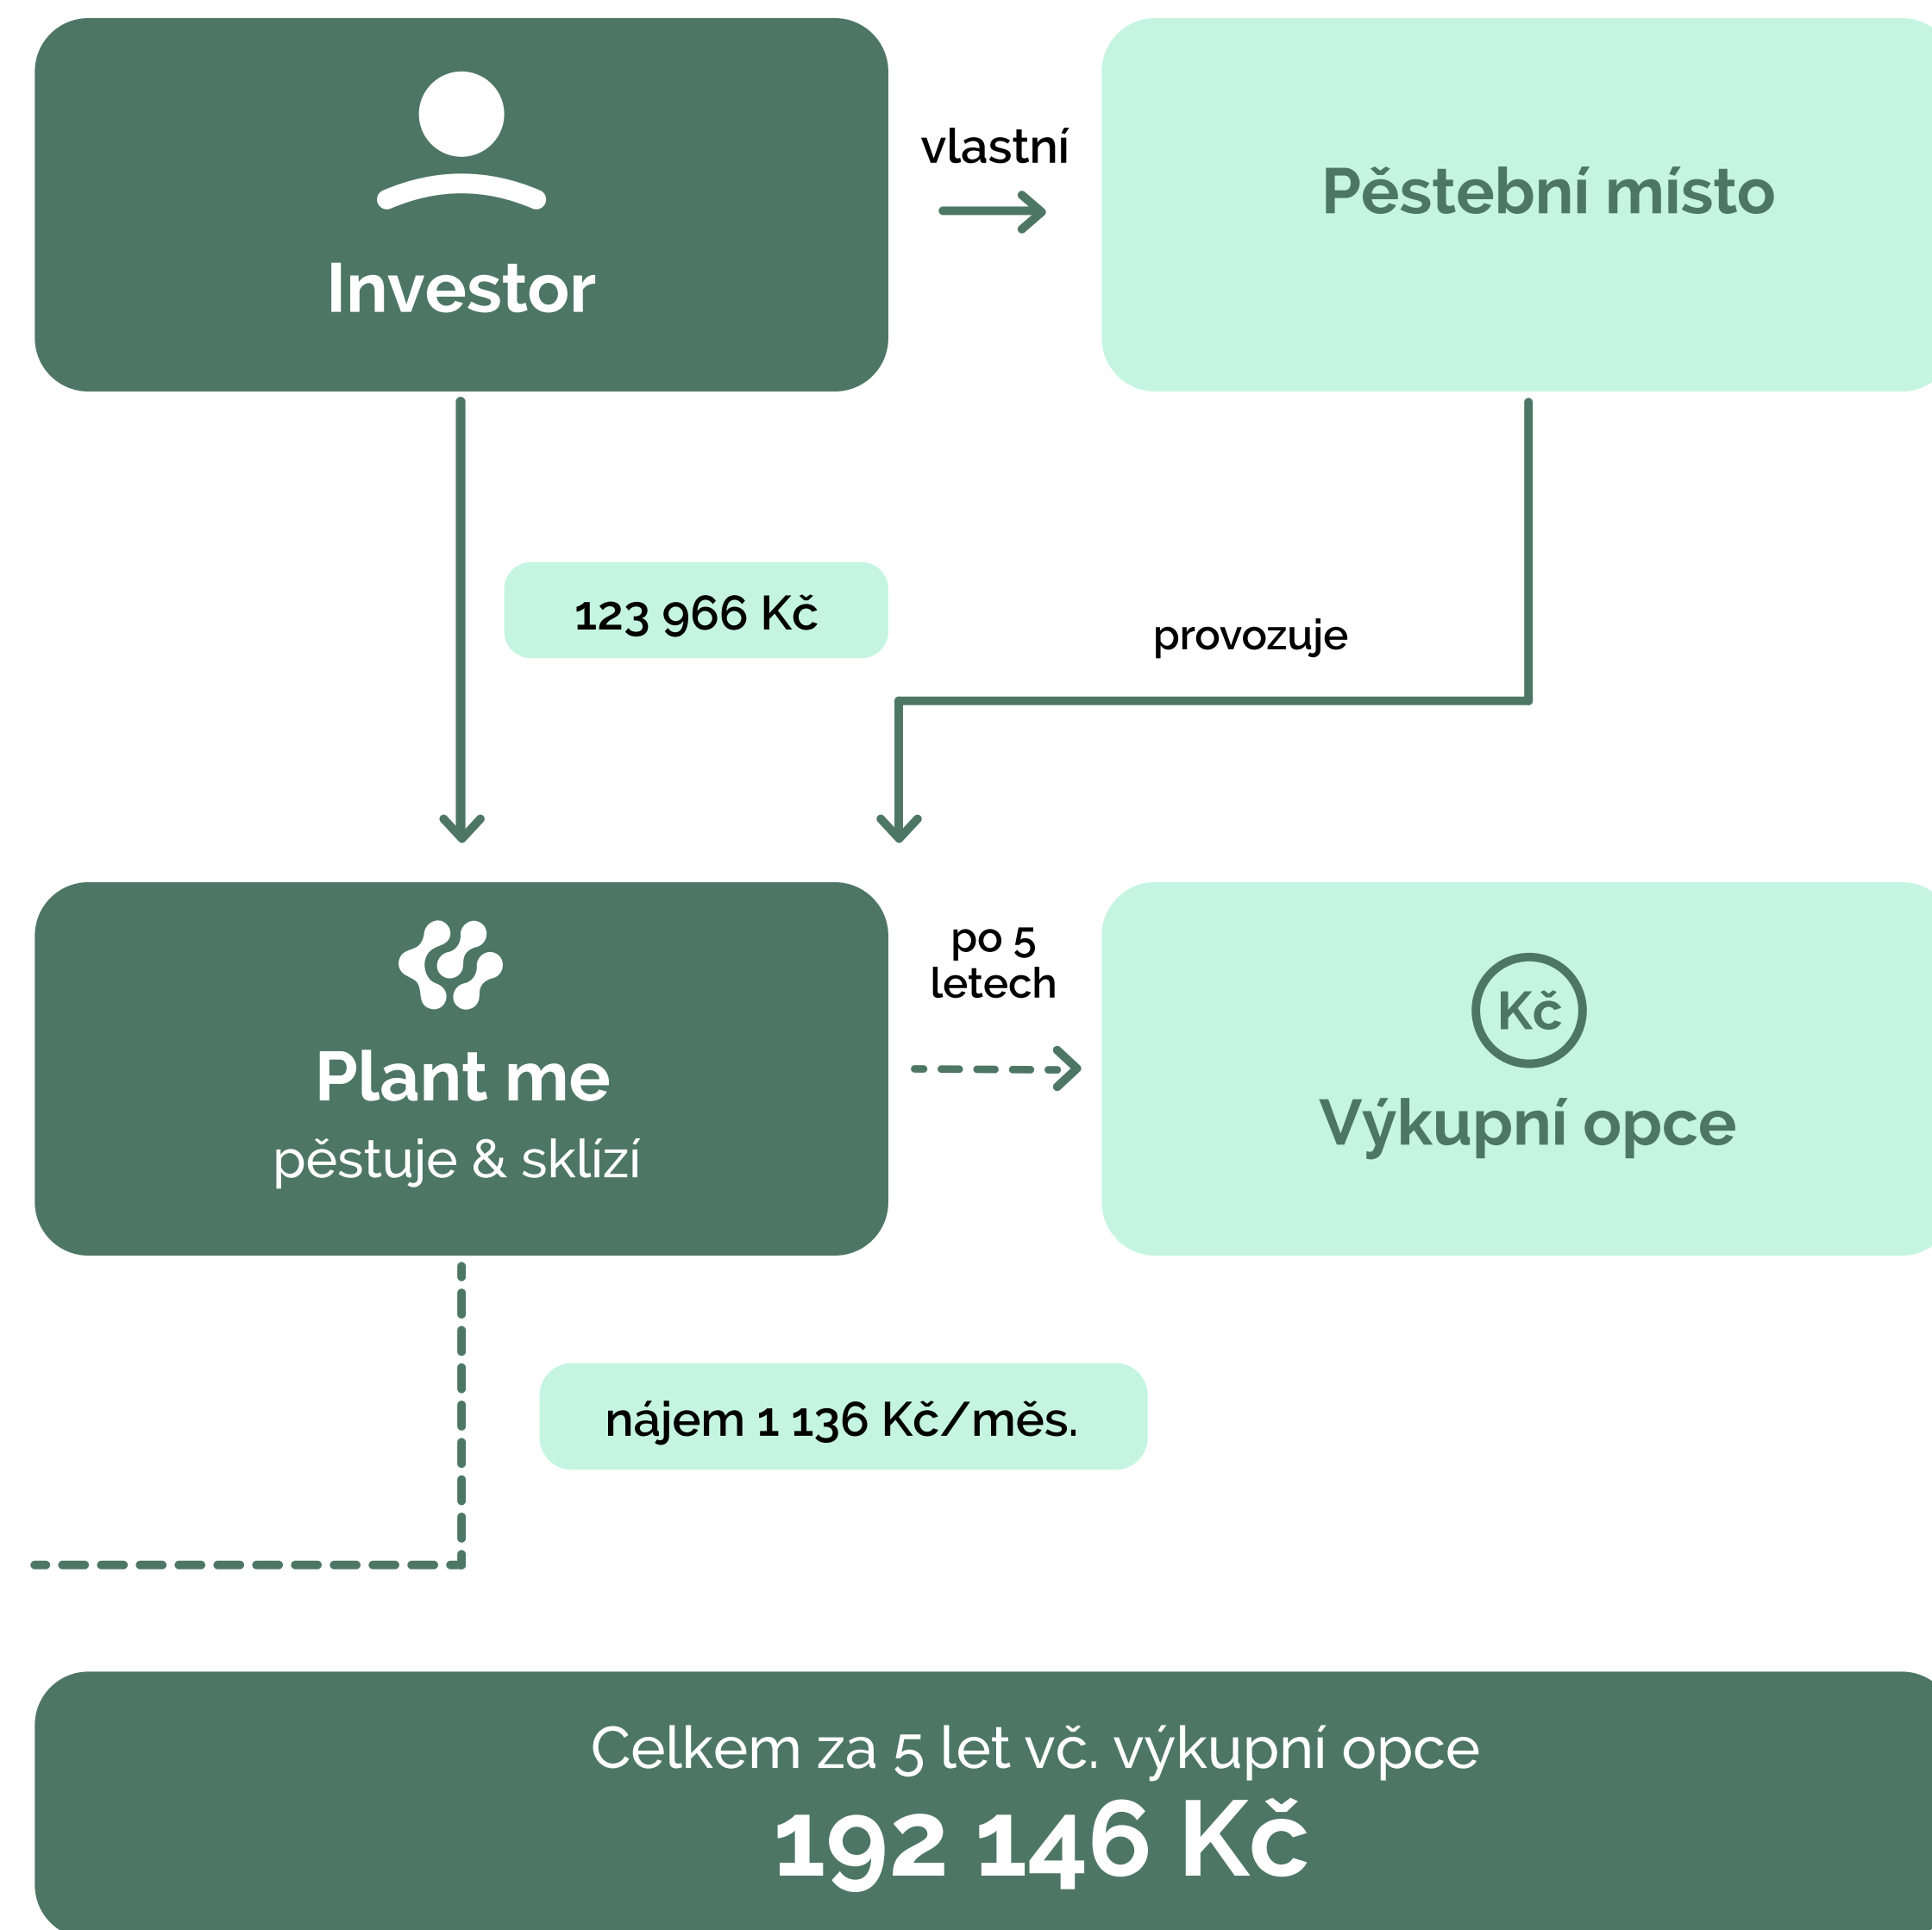 Investor
vlastní
Pěstební místo
123 966 Kč
provozuje
Plant me
pěstuje & sklízí
po 5
letech
Kč
Výkupní opce
nájem 1 136 Kč/měs.
Celkem za 5 let vč. výkupní opce
192 146 Kč